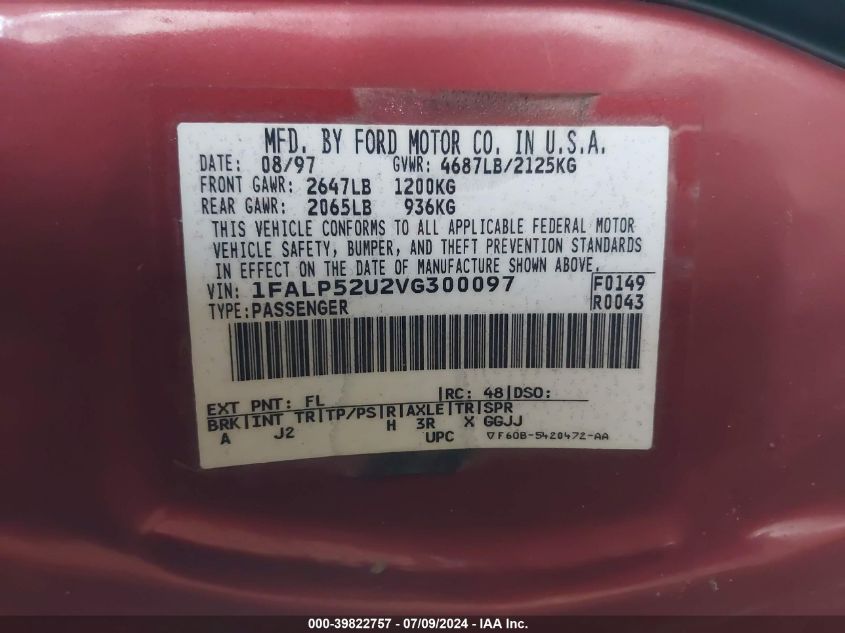 MFD. BY FORD MOTOR CO. IN U.S.A.
DATE: 08/97 GVWR: 4687LB/2125KG
FRONT GAWR: 2647LB 1200KG
REAR GAWR: 2065LB 936KG
THIS VEHICLE CONFORMS TO ALL APPLICABLE FEDERAL MOTOR
VEHICLE SAFETY, BUMPER, AND THEFT PREVENTION STANDARDS
IN EFFECT ON THE DATE OF MANUFACTURE SHOWN ABOVE.
VIN: 1FALP52U2VG300097 F0149
TYPE: PASSENGER R0043
EXT PNT: FL |RC: 48|DSO:
BRK|INT TR|TP/PS|R|AXLE|TR|SPR
A J2 H 3R X GGJJ
UPC ▽F60B-5420472-AA
000-39822757 - 07/09/2024 - IAA Inc.